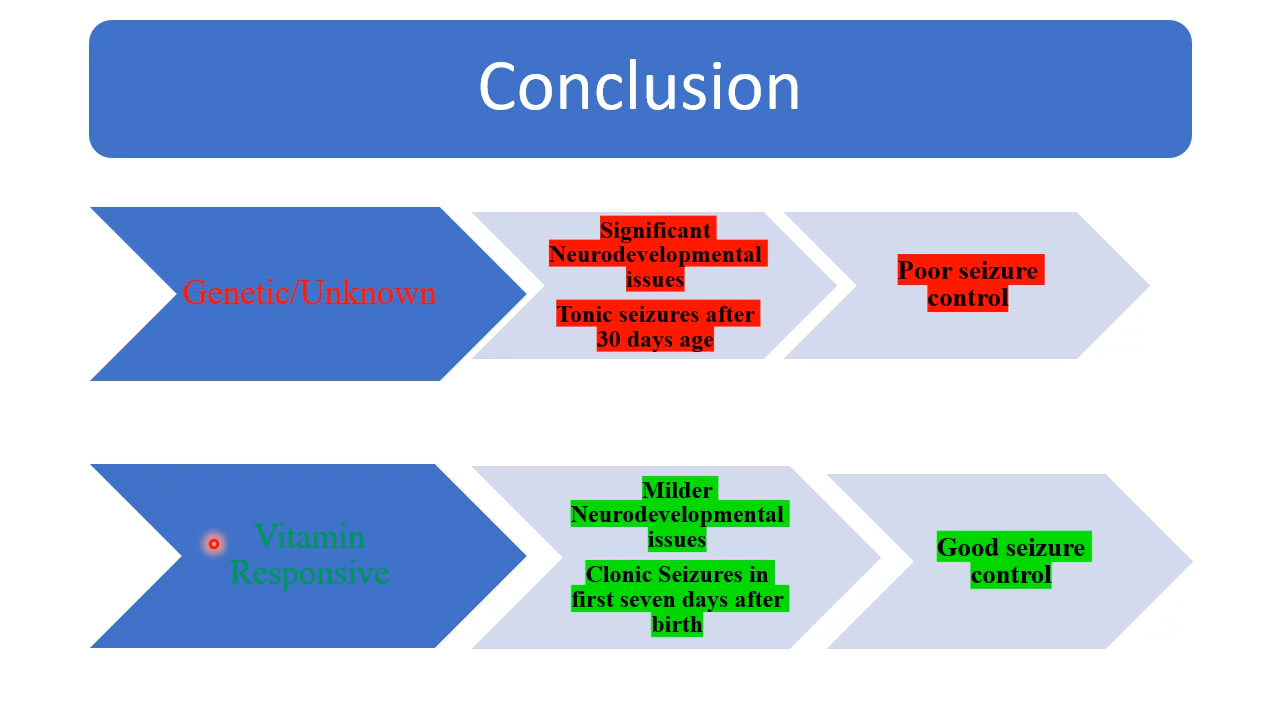 Conclusion
Genetic/Unknown
Significant
Neurodevelopmental
issues
Tonic seizures after
30 days age
Poor seizure
control
Vitamin
Responsive
Milder
Neurodevelopmental
issues
Clonic Seizures in
first seven days after
birth
Good seizure
control